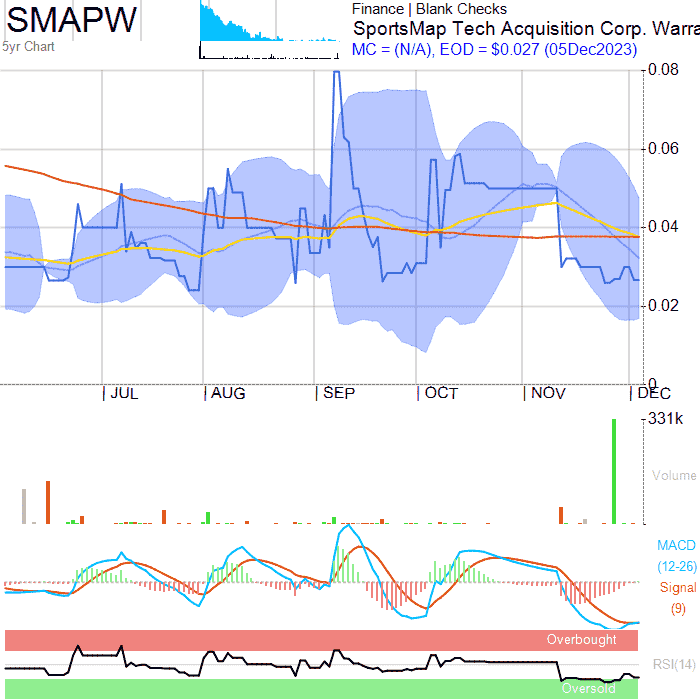 SMAPW
5yr Chart
Finance | Blank Checks
SportsMap Tech Acquisition Corp. Warra
MC = (N/A), EOD = $0.027 (05Dec2023)
0.08
0.06
0.04
0.02
0
JUL
AUG
SEP
OCT
NOV
DEC
331k
Volume
MACD
(12-26)
Signal
(9)
Overbought
RSI(14)
Oversold